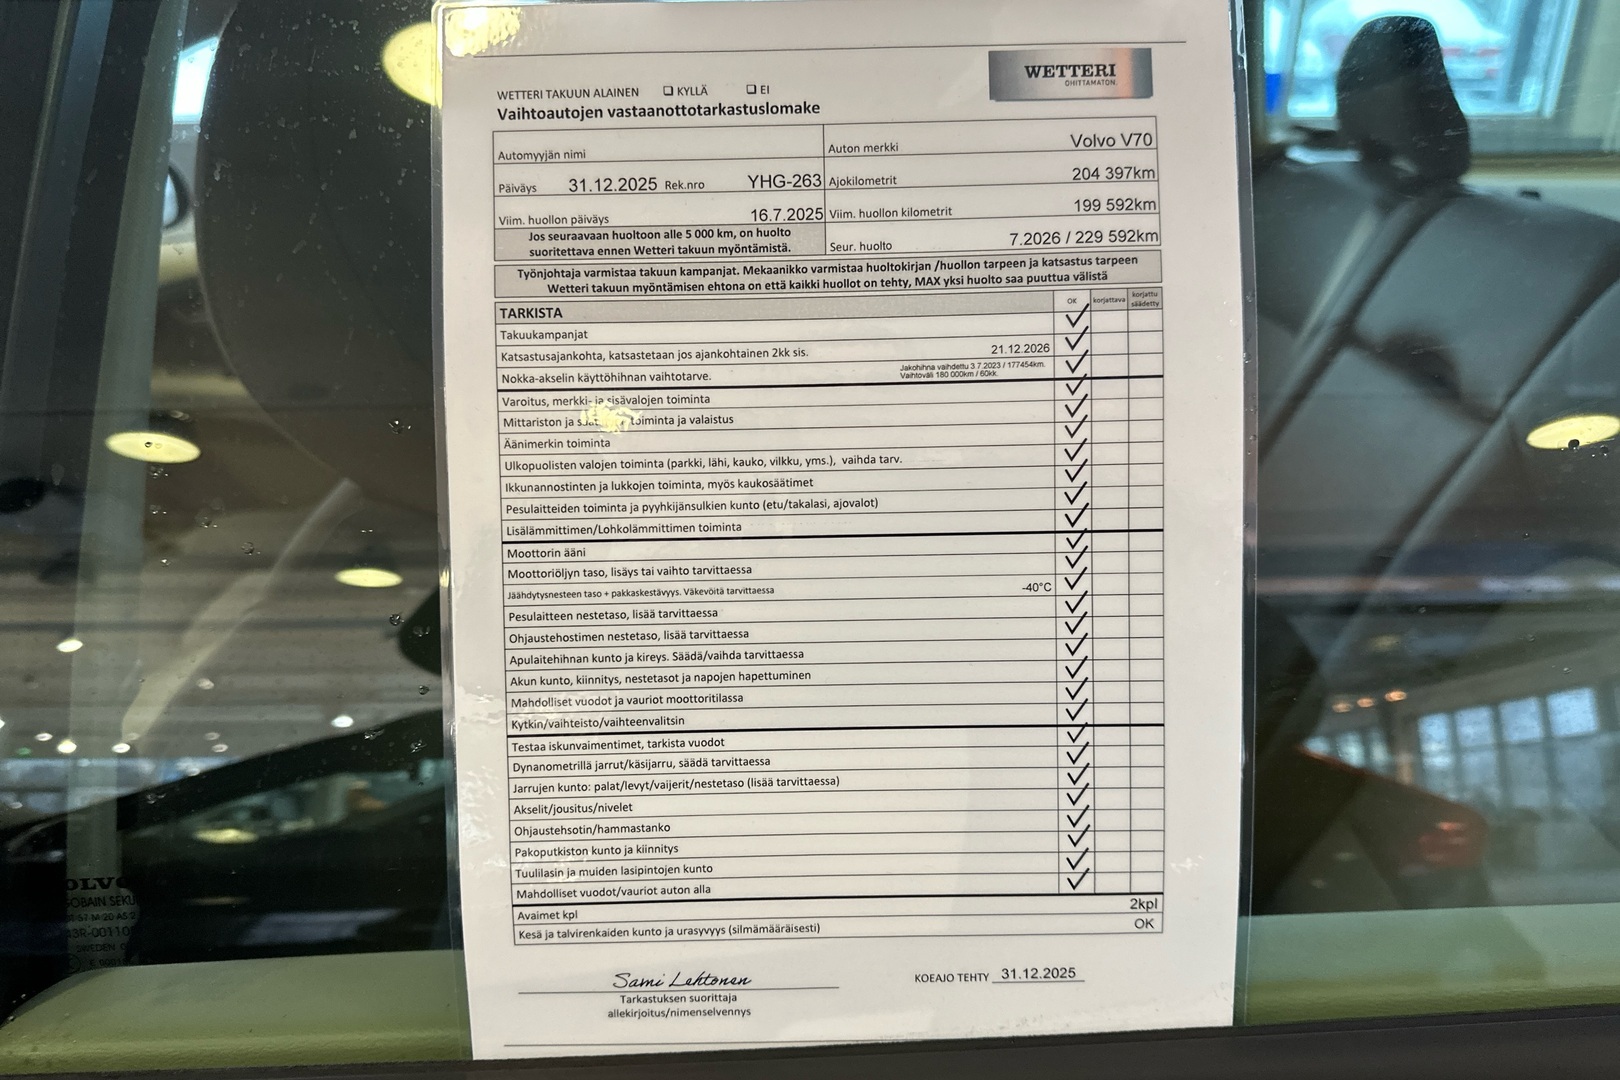 WETTERI
OHITTAMATON.
WETTERI TAKUUN ALAINEN ☐ KYLLÄ ☐ EI
Vaihtoautojen vastaanottotarkastuslomake
Automyyjän nimi
Auton merkki Volvo V70
Päiväys 31.12.2025 Rek.nro YHG-263
Ajokilometrit 204 397km
Viim. huollon päiväys 16.7.2025
Viim. huollon kilometrit 199 592km
Jos seuraavaan huoltoon alle 5 000 km, on huolto
suoritettava ennen Wetteri takuun myöntämistä.
Seur. huolto 7.2026 / 229 592km
Työnjohtaja varmistaa takuun kampanjat. Mekaanikko varmistaa huoltokirjan /huollon tarpeen ja katsastus tarpeen
Wetteri takuun myöntämisen ehtona on että kaikki huollot on tehty, MAX yksi huolto saa puuttua välistä
TARKISTA OK korjattava korjattu
säädetty
Takuukampanjat ✓
Katsastusajankohta, katsastetaan jos ajankohtainen 2kk sis. 21.12.2026 ✓
Nokka-akselin käyttöhihnan vaihtotarve. Jakohihna vaihdettu 3.7.2023 / 177454km.
Vaihtoväli 180 000km / 60kk. ✓
Varoitus, merkki- ja sisävalojen toiminta ✓
Mittariston ja toiminta ja valaistus ✓
Äänimerkin toiminta ✓
Ulkopuolisten valojen toiminta (parkki, lähi, kauko, vilkku, yms.), vaihda tarv. ✓
Ikkunannostinten ja lukkojen toiminta, myös kaukosäätimet ✓
Pesulaitteiden toiminta ja pyyhkijänsulkien kunto (etu/takalasi, ajovalot) ✓
Lisälämmittimen/Lohkolämmittimen toiminta ✓
Moottorin ääni ✓
Moottoriöljyn taso, lisäys tai vaihto tarvittaessa ✓
Jäähdytysnesteen taso + pakkaskestävyys. Väkevöitä tarvittaessa -40°C ✓
Pesulaitteen nestetaso, lisää tarvittaessa ✓
Ohjaustehostimen nestetaso, lisää tarvittaessa ✓
Apulaitehihnan kunto ja kireys. Säädä/vaihda tarvittaessa ✓
Akun kunto, kiinnitys, nestetasot ja napojen hapettuminen ✓
Mahdolliset vuodot ja vauriot moottoritilassa ✓
Kytkin/vaihteisto/vaihteenvalitsin ✓
Testaa iskunvaimentimet, tarkista vuodot ✓
Dynanometrillä jarrut/käsijarru, säädä tarvittaessa ✓
Jarrujen kunto: palat/levyt/vaijerit/nestetaso (lisää tarvittaessa) ✓
Akselit/jousitus/nivelet ✓
Ohjaustehsotin/hammastanko ✓
Pakoputkiston kunto ja kiinnitys ✓
Tuulilasin ja muiden lasipintojen kunto ✓
Mahdolliset vuodot/vauriot auton alla ✓
Avaimet kpl 2kpl
Kesä ja talvirenkaiden kunto ja urasyvyys (silmämääräisesti) OK
Sami Lehtonen
KOEAJO TEHTY 31.12.2025
Tarkastuksen suorittaja
allekirjoitus/nimenselvennys